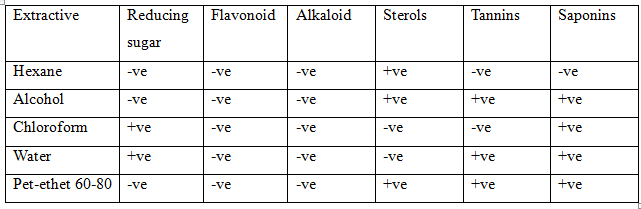 Extractive Reducing sugar Flavonoid Alkaloid Sterols Tannins Saponins
Hexane -ve -ve -ve +ve -ve -ve
Alcohol -ve -ve -ve +ve +ve +ve
Chloroform +ve -ve -ve -ve -ve +ve
Water +ve -ve -ve -ve +ve +ve
Pet-ethet 60-80 -ve -ve -ve +ve +ve +ve